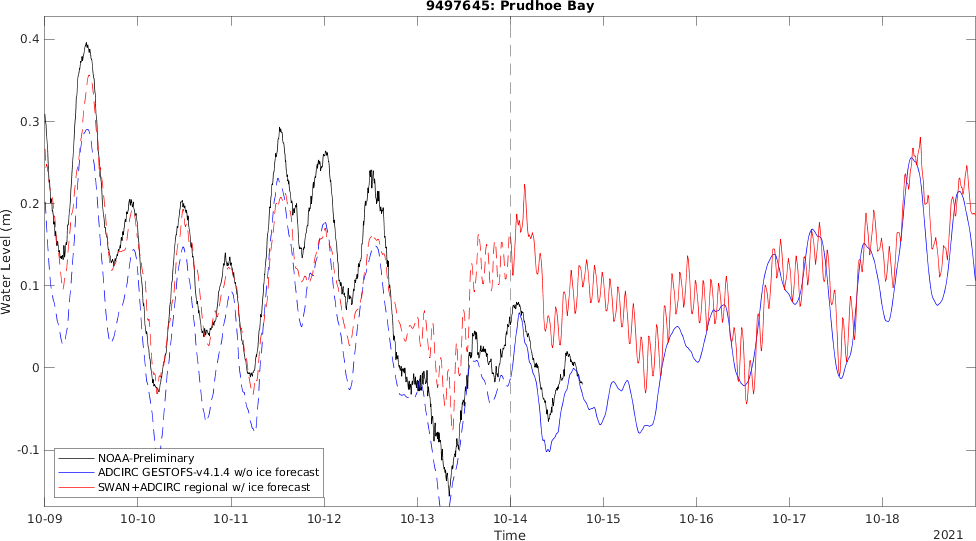 9497645: Prudhoe Bay
0.4
0.3
0.2
0.1
0
-0.1
Water Level (m)
NOAA-Preliminary
ADCIRC GESTOFS-v4.1.4 w/o ice forecast
SWAN+ADCIRC regional w/ ice forecast
10-09 10-10 10-11 10-12 10-13 10-14 10-15 10-16 10-17 10-18
Time
2021